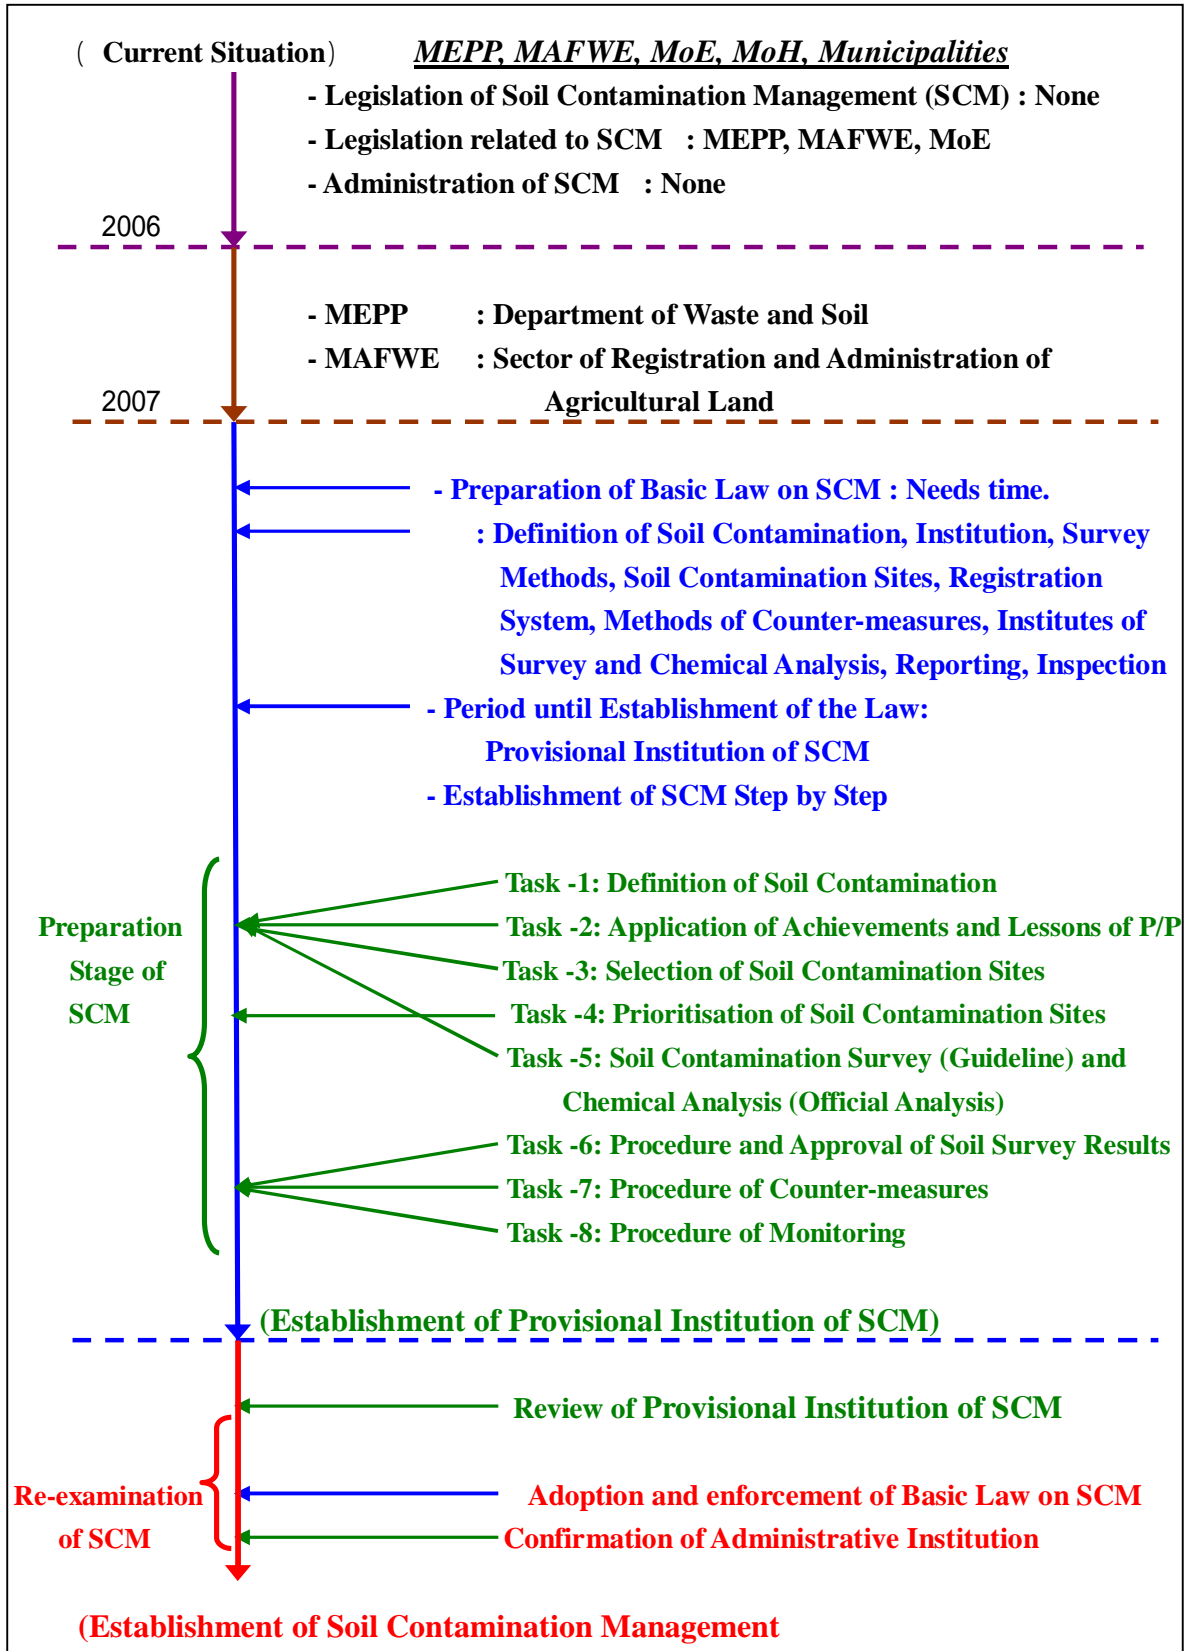 ( Current Situation) MEPP, MAFWE, MoE, MoH, Municipalities
- Legislation of Soil Contamination Management (SCM) : None
- Legislation related to SCM : MEPP, MAFWE, MoE
- Administration of SCM : None
2006
- MEPP : Department of Waste and Soil
- MAFWE : Sector of Registration and Administration of
2007 Agricultural Land
- Preparation of Basic Law on SCM : Needs time.
: Definition of Soil Contamination, Institution, Survey
Methods, Soil Contamination Sites, Registration
System, Methods of Counter-measures, Institutes of
Survey and Chemical Analysis, Reporting, Inspection
- Period until Establishment of the Law:
Provisional Institution of SCM
- Establishment of SCM Step by Step
Preparation
Stage of
SCM
Task -1: Definition of Soil Contamination
Task -2: Application of Achievements and Lessons of P/P
Task -3: Selection of Soil Contamination Sites
Task -4: Prioritisation of Soil Contamination Sites
Task -5: Soil Contamination Survey (Guideline) and
Chemical Analysis (Official Analysis)
Task -6: Procedure and Approval of Soil Survey Results
Task -7: Procedure of Counter-measures
Task -8: Procedure of Monitoring
(Establishment of Provisional Institution of SCM)
Review of Provisional Institution of SCM
Re-examination
of SCM
Adoption and enforcement of Basic Law on SCM
Confirmation of Administrative Institution
(Establishment of Soil Contamination Management